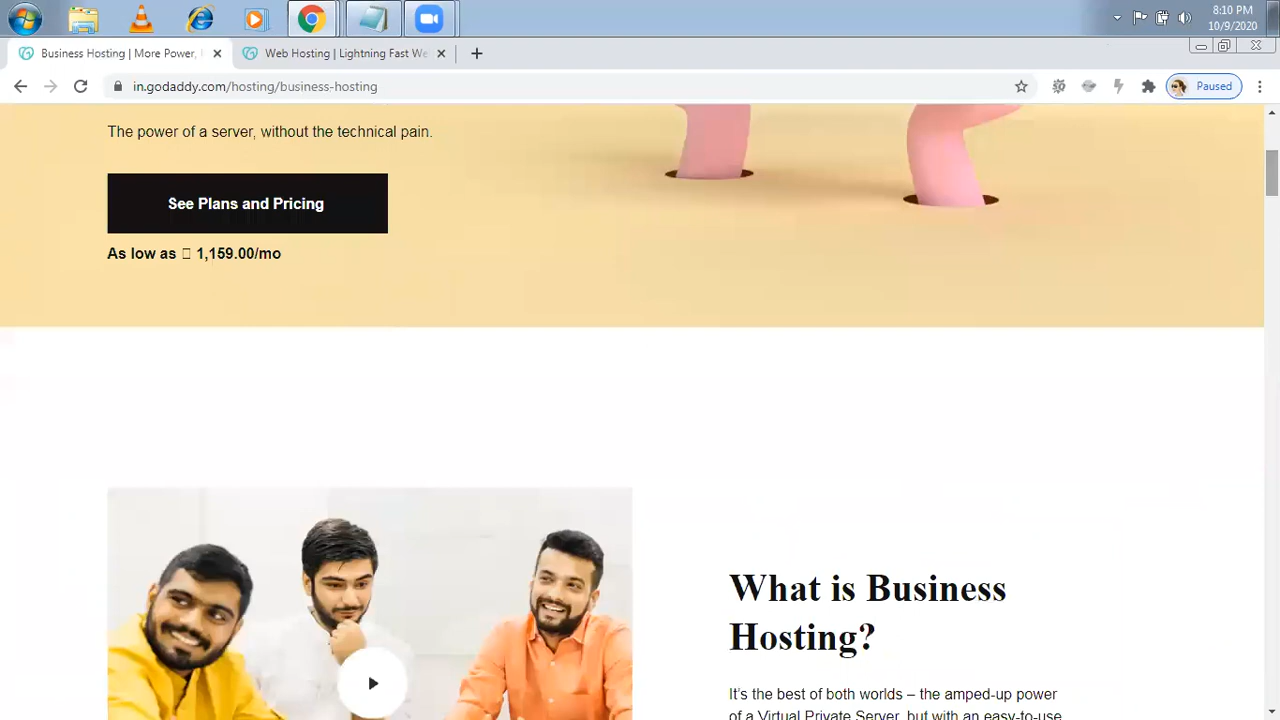 8:10 PM
10/9/2020
Business Hosting | More Power,
Web Hosting | Lightning Fast We
in.godaddy.com/hosting/business-hosting
Paused
The power of a server, without the technical pain.
See Plans and Pricing
As low as 1,159.00/mo
What is Business
Hosting?
It's the best of both worlds – the amped-up power
of a Virtual Private Server, but with an easy-to-use